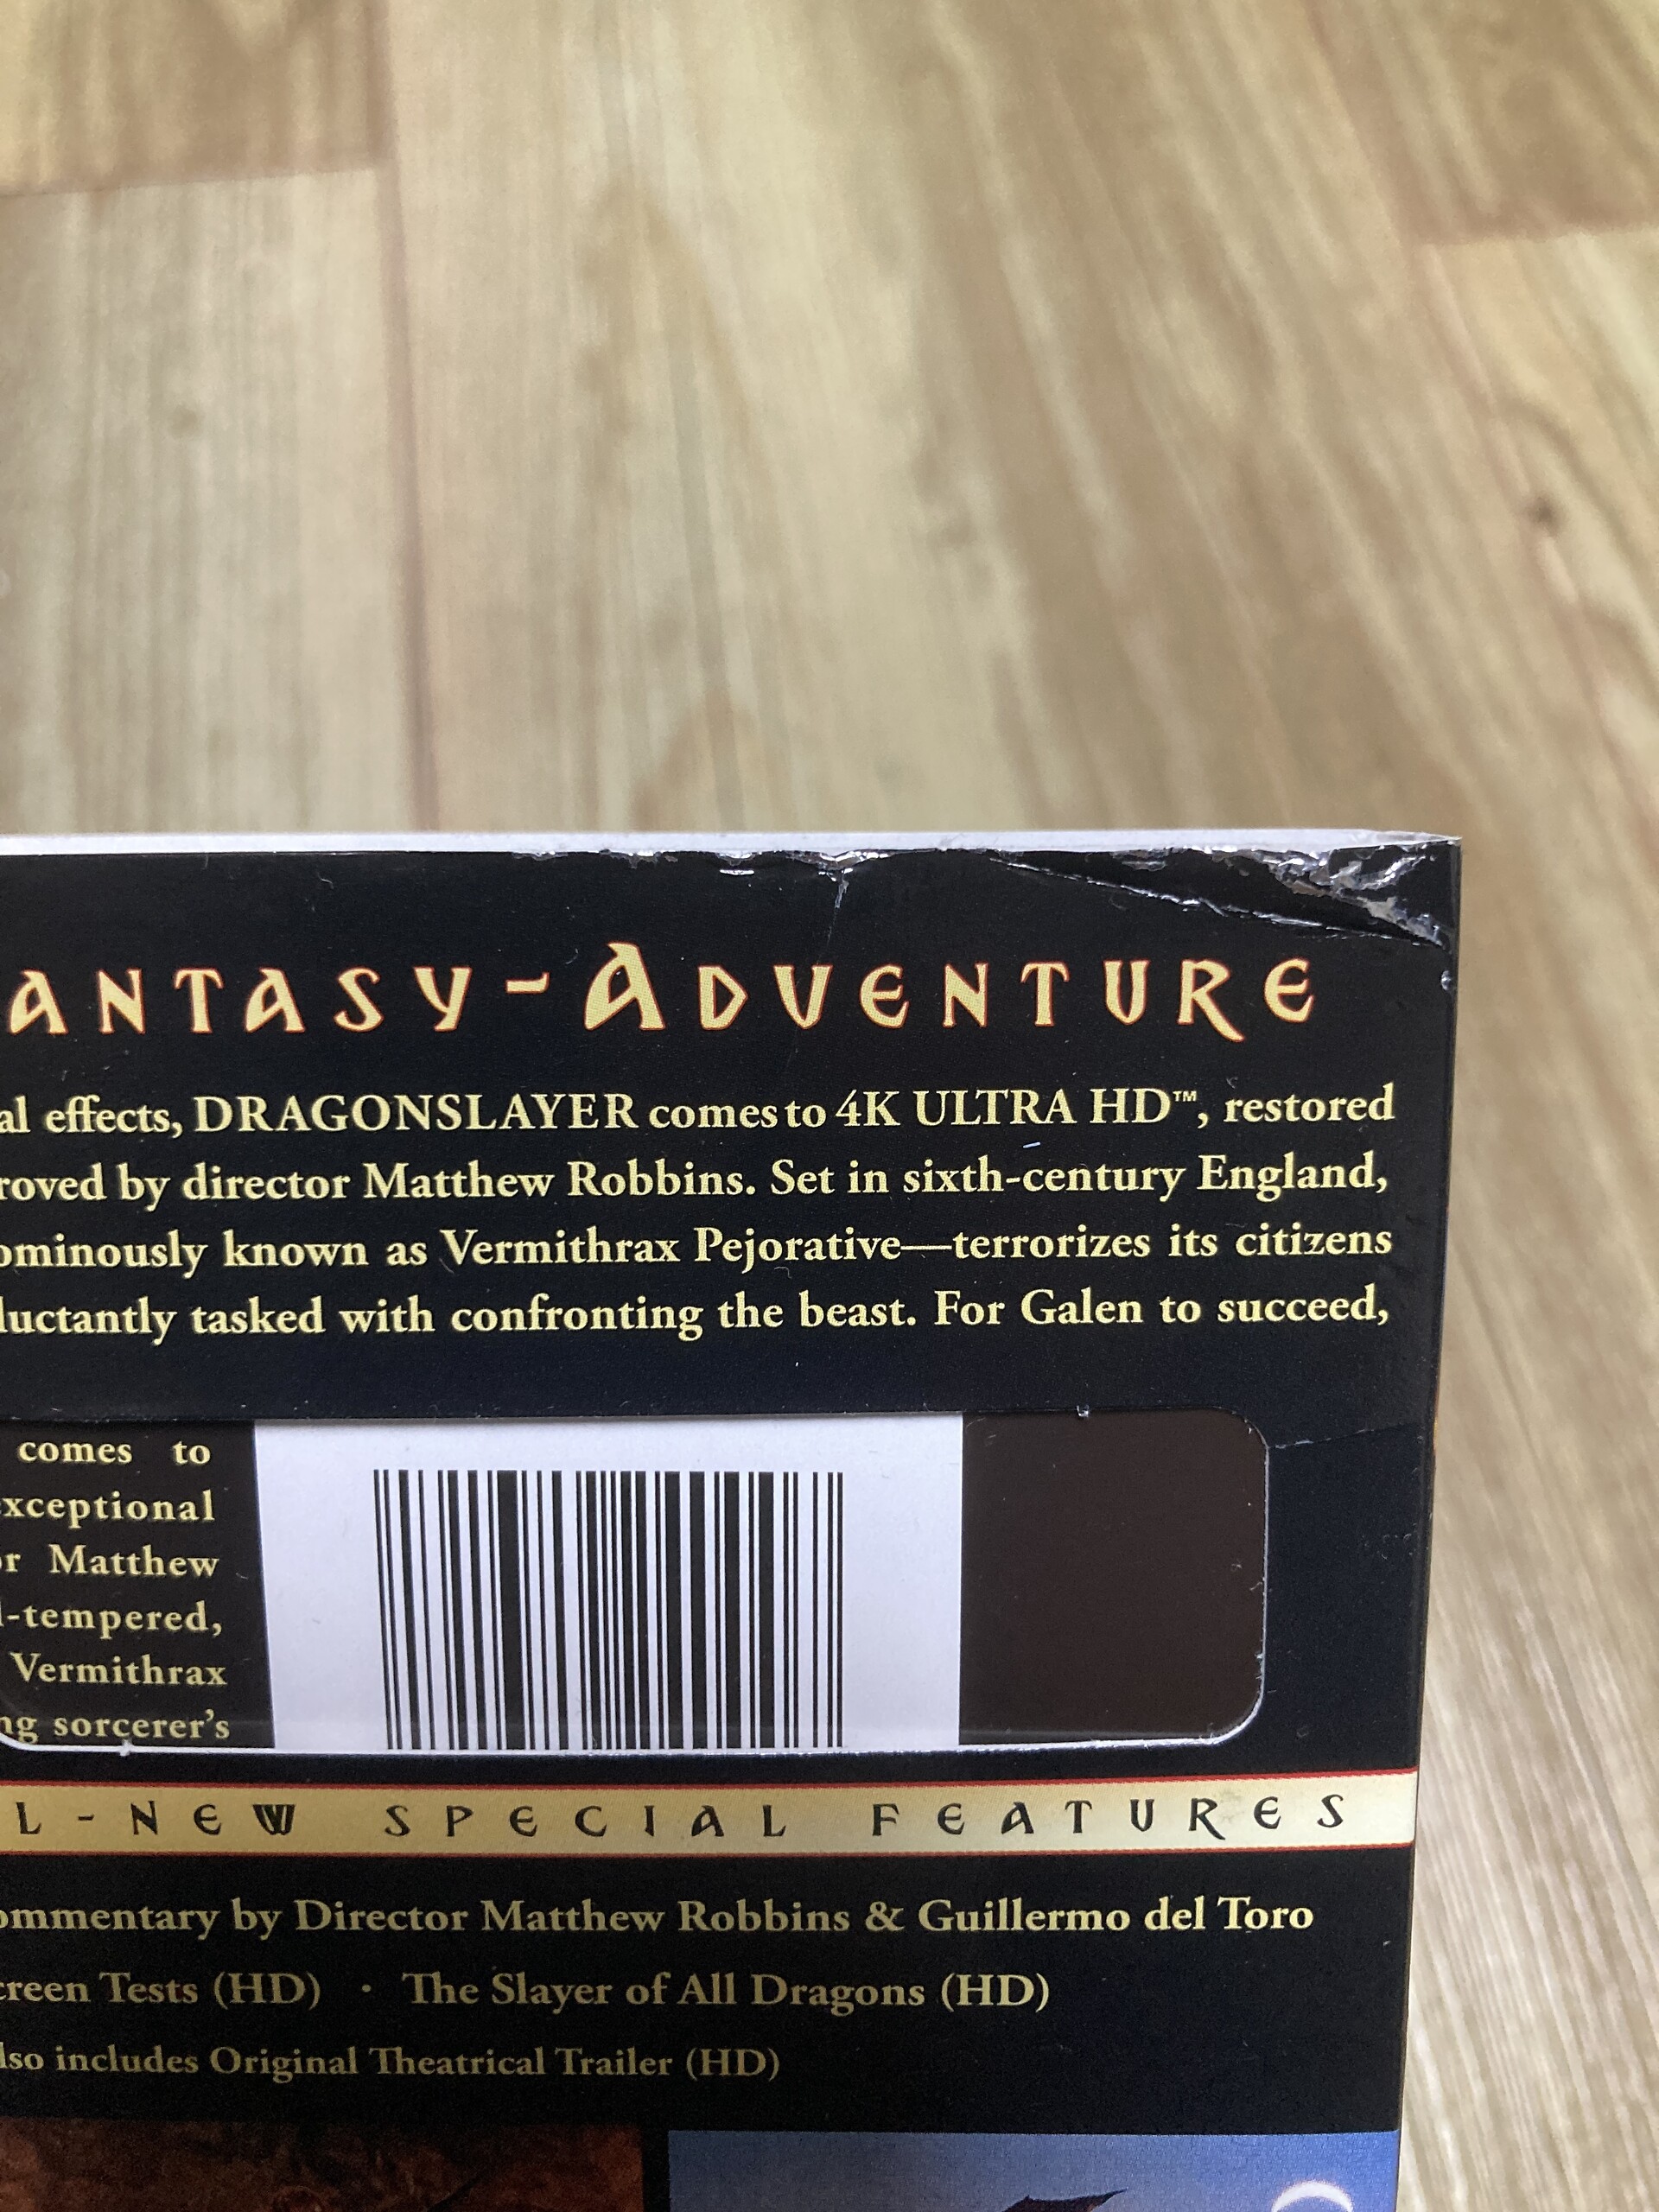 ANTASY-ADVENTURE
al effects, DRAGONSLAYER comes to 4K ULTRA HD™, restored
roved by director Matthew Robbins. Set in sixth-century England,
ominously known as Vermithrax Pejorative—terrorizes its citizens
luctantly tasked with confronting the beast. For Galen to succeed,
comes to
xceptional
or Matthew
l-tempered,
Vermithrax
ng sorcerer's
L-NEW SPECIAL FEATURES
ommentary by Director Matthew Robbins & Guillermo del Toro
creen Tests (HD) · The Slayer of All Dragons (HD)
lso includes Original Theatrical Trailer (HD)